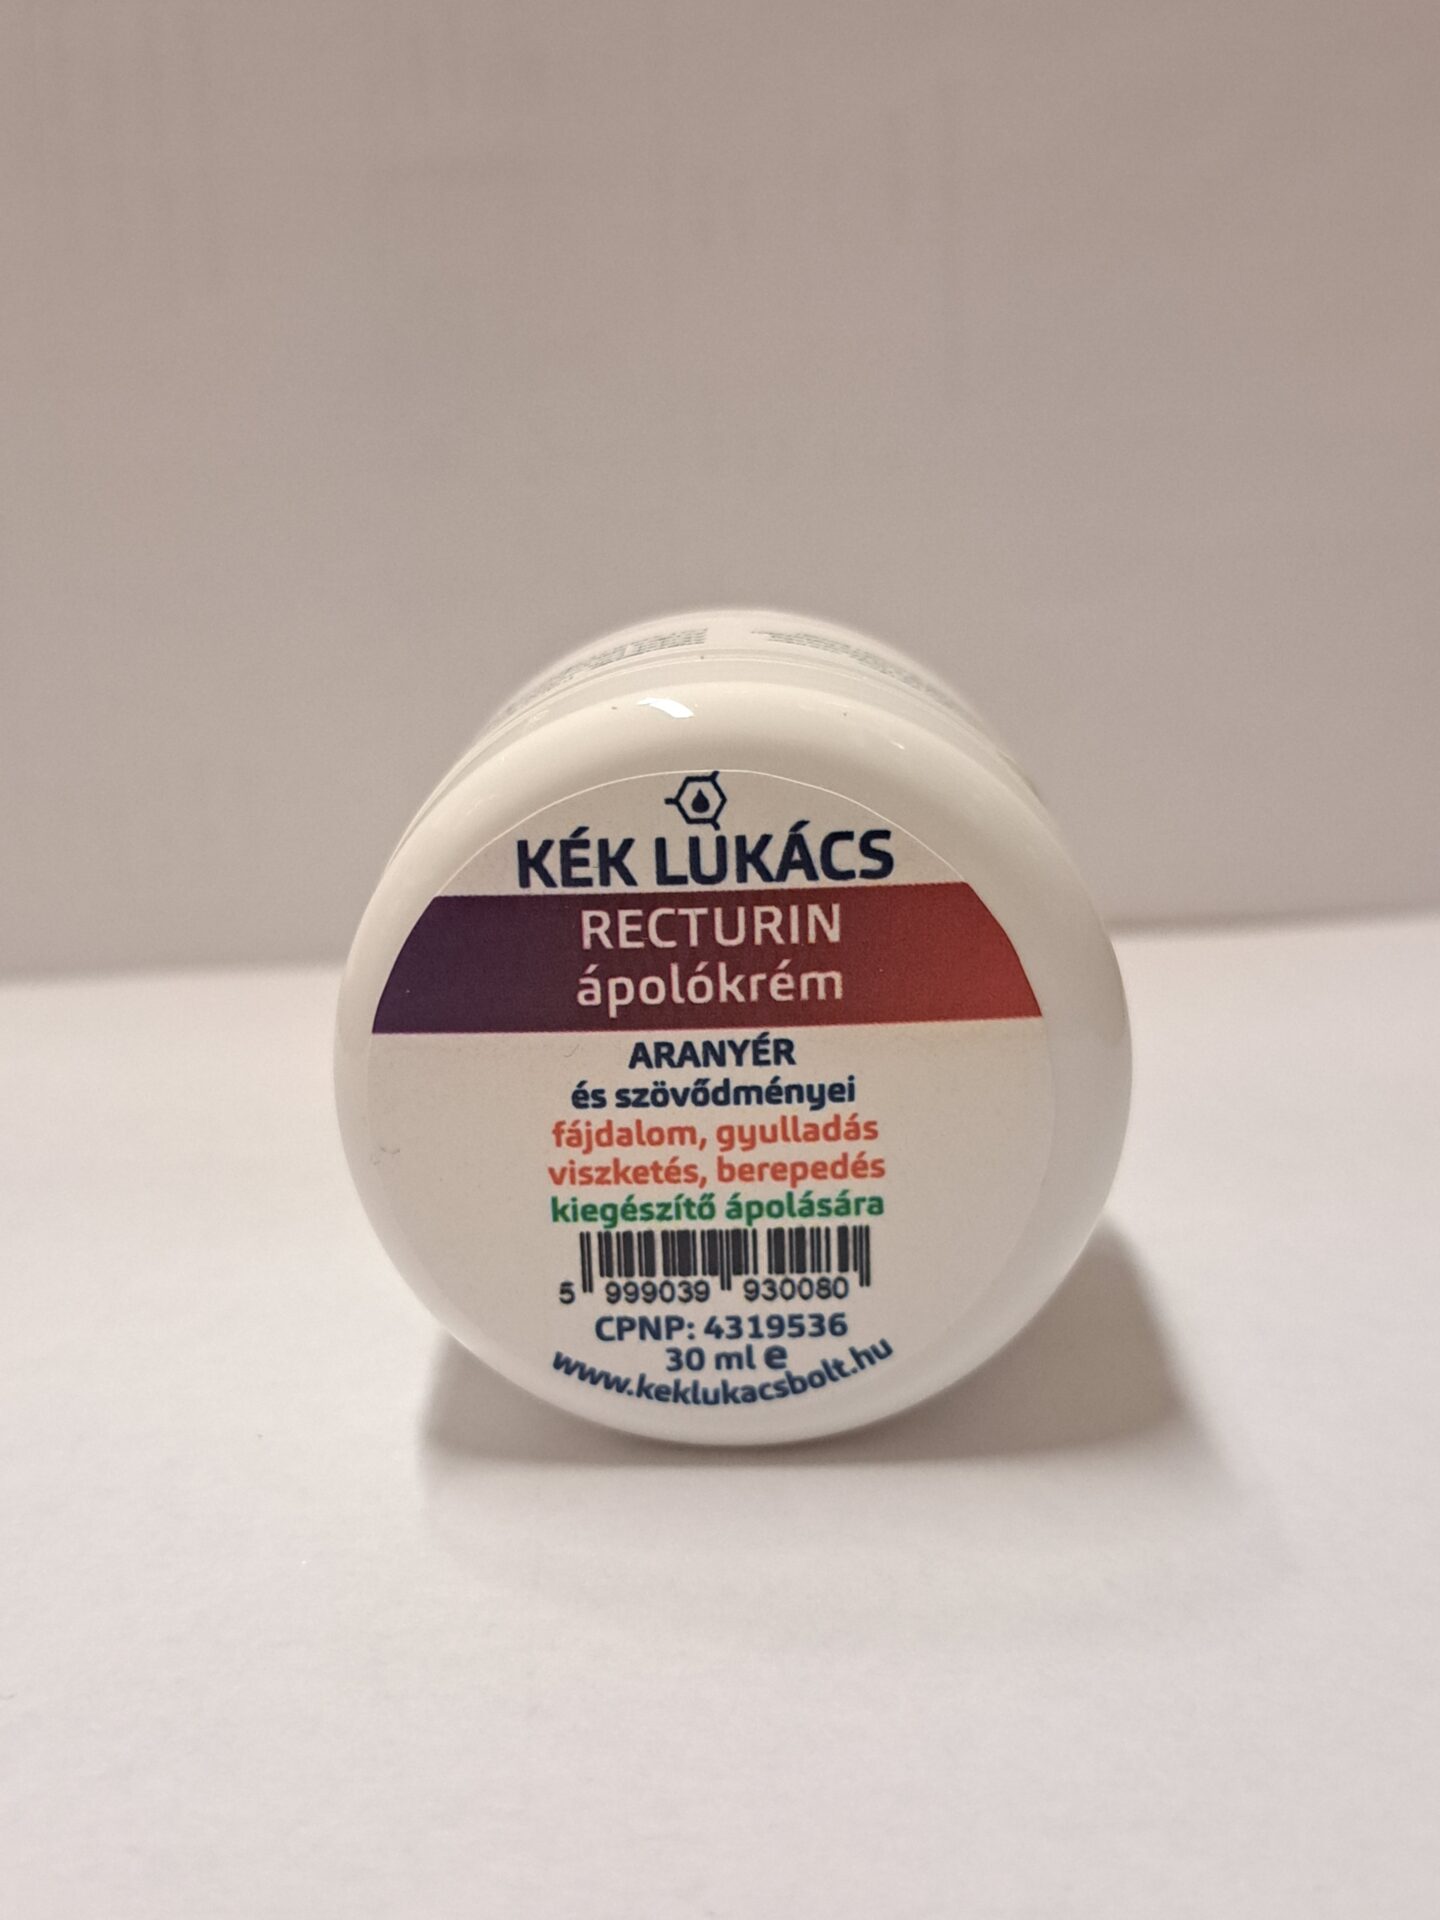 KÉK LUKÁCS
RECTURIN
ápolókrém
ARANYÉR
és szövődményei
fájdalom, gyulladás
viszketés, berepedés
kiegészítő ápolására
5 999039 930080
CPNP: 4319536
30 ml e
www.keklukacsbolt.hu